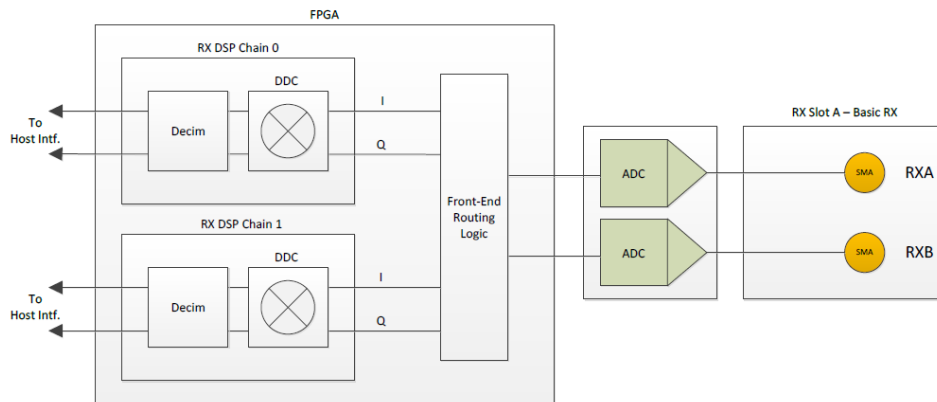 FPGA
RX DSP Chain 0
DDC
I
To
Host Intf.
Decim
Q
RX Slot A – Basic RX
ADC
SMA
RXA
Front-End
Routing
Logic
RX DSP Chain 1
DDC
ADC
SMA
RXB
I
To
Host Intf.
Decim
Q